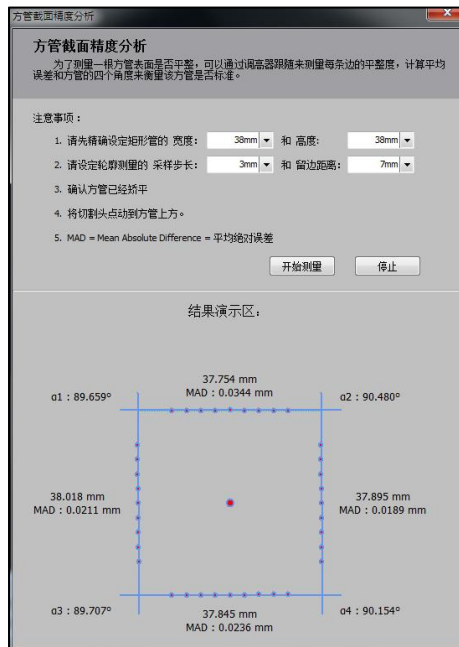 方管截面精度分析
方管截面精度分析
为了测量一根方管表面是否平整，可以通过调高器跟随来测量每条边的平整度，计算平均
误差和方管的四个角度来衡量该方管是否标准。
注意事项：
1. 请先精确设定矩形管的 宽度： 38mm 和 高度： 38mm
2. 请设定轮廓测量的 采样步长： 3mm 和 留边距离： 7mm
3. 确认方管已经矫平
4. 将切割头点动到方管上方。
5. MAD = Mean Absolute Difference = 平均绝对误差
开始测量 停止
结果演示区：
37.754 mm
α1：89.659° MAD：0.0344 mm α2：90.480°
38.018 mm 37.895 mm
MAD：0.0211 mm MAD：0.0189 mm
α3：89.707° 37.845 mm α4：90.154°
MAD：0.0236 mm